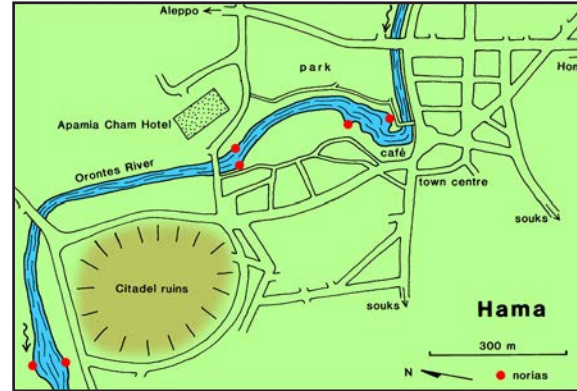 Aleppo
park
Hom
Apamia Cham Hotel
Orontes River
café
town centre
souks
Citadel ruins
souks
Hama
300 m
N
norias